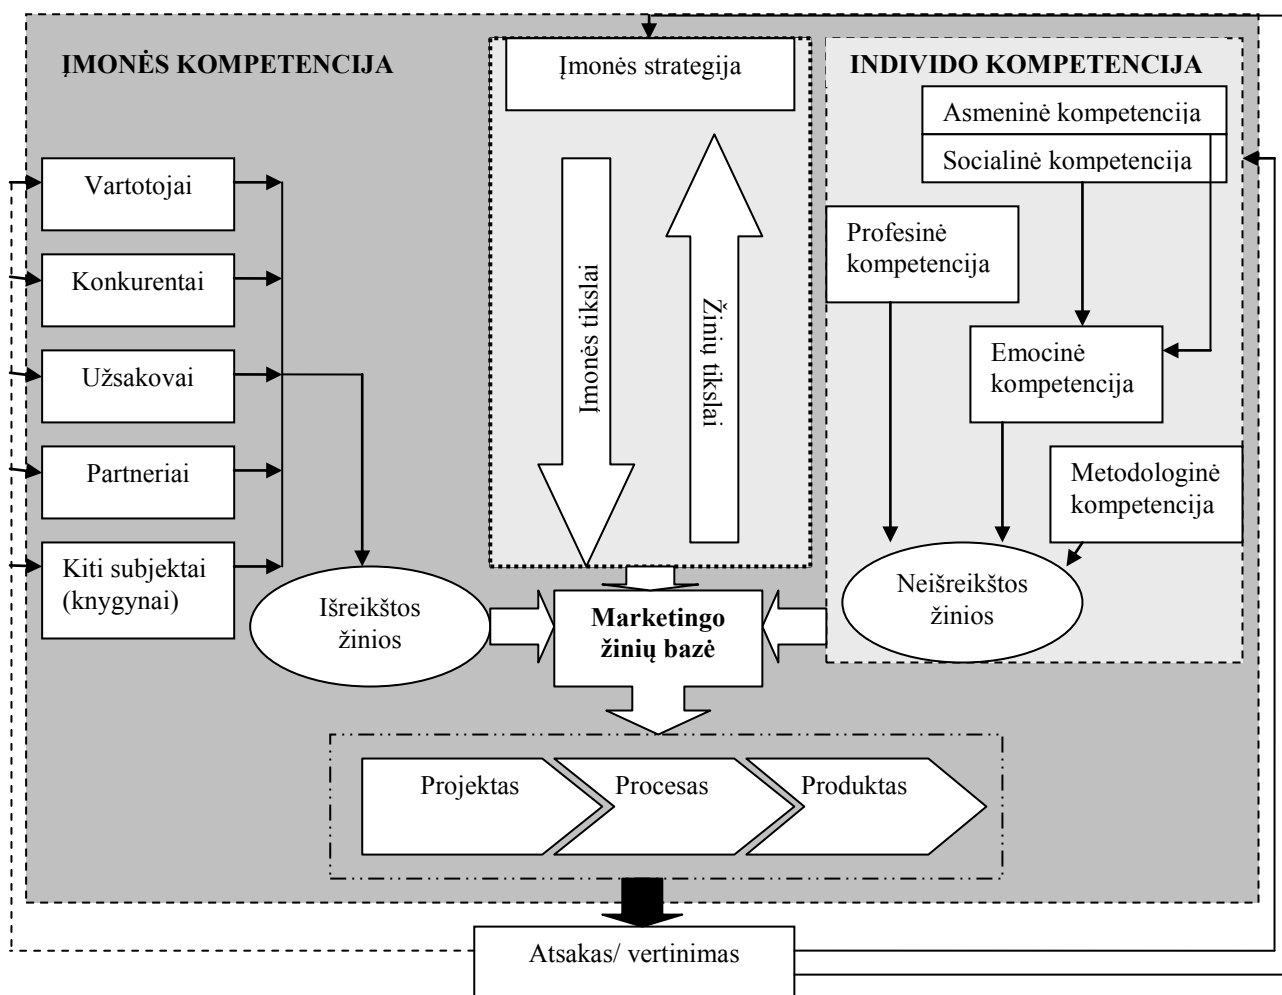 ĮMONĖS KOMPETENCIJA
Įmonės strategija
INDIVIDO KOMPETENCIJA
Asmeninė kompetencija
Socialinė kompetencija
Vartotojai
Konkurentai
Užsakovai
Partneriai
Kiti subjektai
(knygynai)
Įmonės tikslai
Žinių tikslai
Profesinė
kompetencija
Emocinė
kompetencija
Metodologinė
kompetencija
Išreikštos
žinios
Marketingo
žinių bazė
Neišreikštos
žinios
Projektas
Procesas
Produktas
Atsakas/ vertinimas